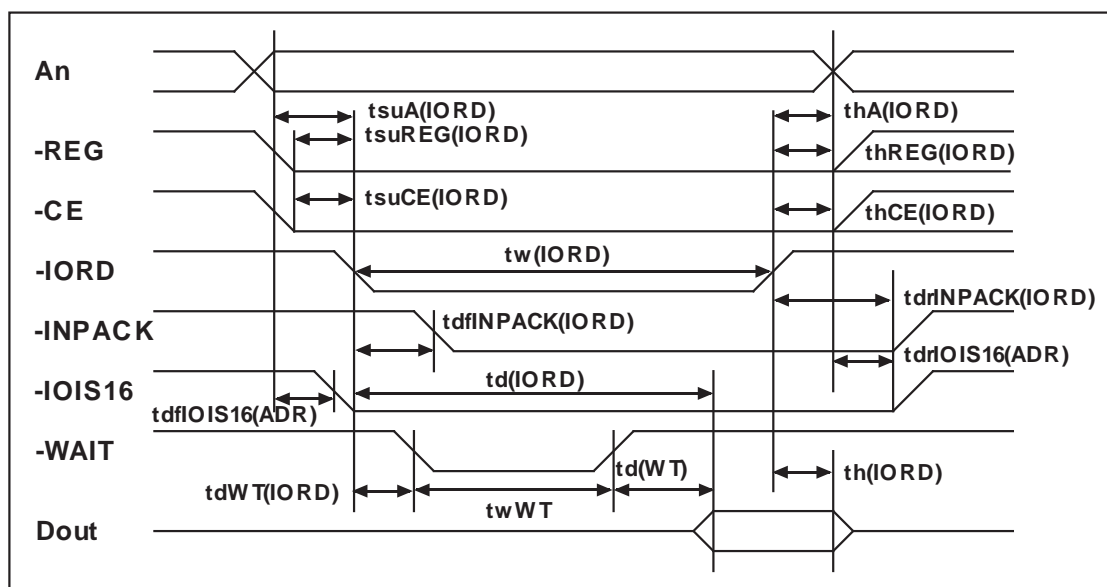 An
tsuA(IORD)
thA(IORD)
tsuREG(IORD)
-REG
thREG(IORD)
-CE
tsuCE(IORD)
thCE(IORD)
-IORD
tw(IORD)
tdrINPACK(IORD)
-INPACK
tdfINPACK(IORD)
tdrIOIS16(ADR)
-IOIS16
td(IORD)
tdfIOIS16(ADR)
-WAIT
td(WT)
th(IORD)
tdWT(IORD)
twWT
Dout